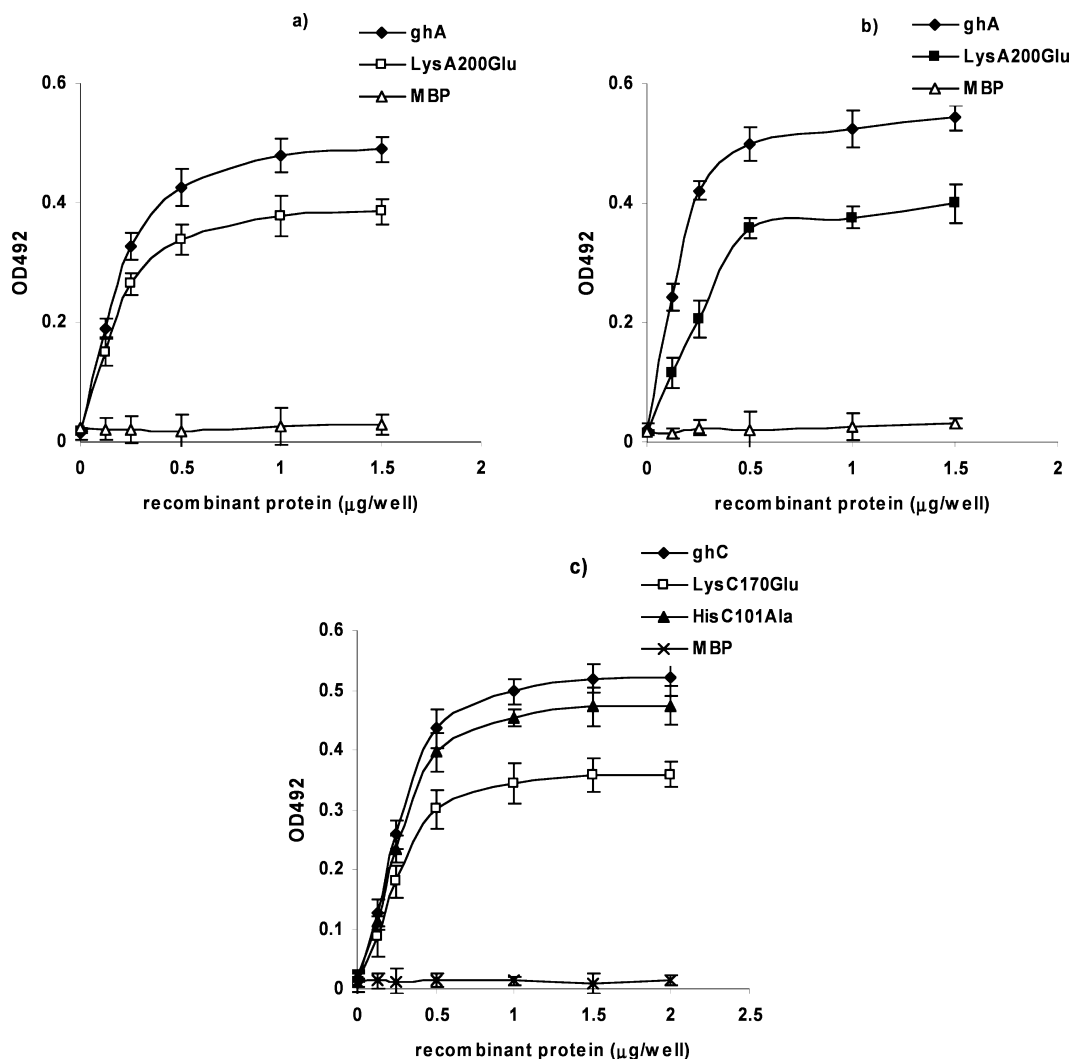 a)
ghA
LysA200Glu
MBP
0.6
0.4
0.2
0
OD492
0 0.5 1 1.5 2
recombinant protein (μg/well)
b)
ghA
LysA200Glu
MBP
0.6
0.4
0.2
0
OD492
0 0.5 1 1.5 2
recombinant protein (μg/well)
c)
ghC
LysC170Glu
HisC101Ala
MBP
0.6
0.5
0.4
0.3
0.2
0.1
0
OD492
0 0.5 1 1.5 2 2.5
recombinant protein (μg/well)